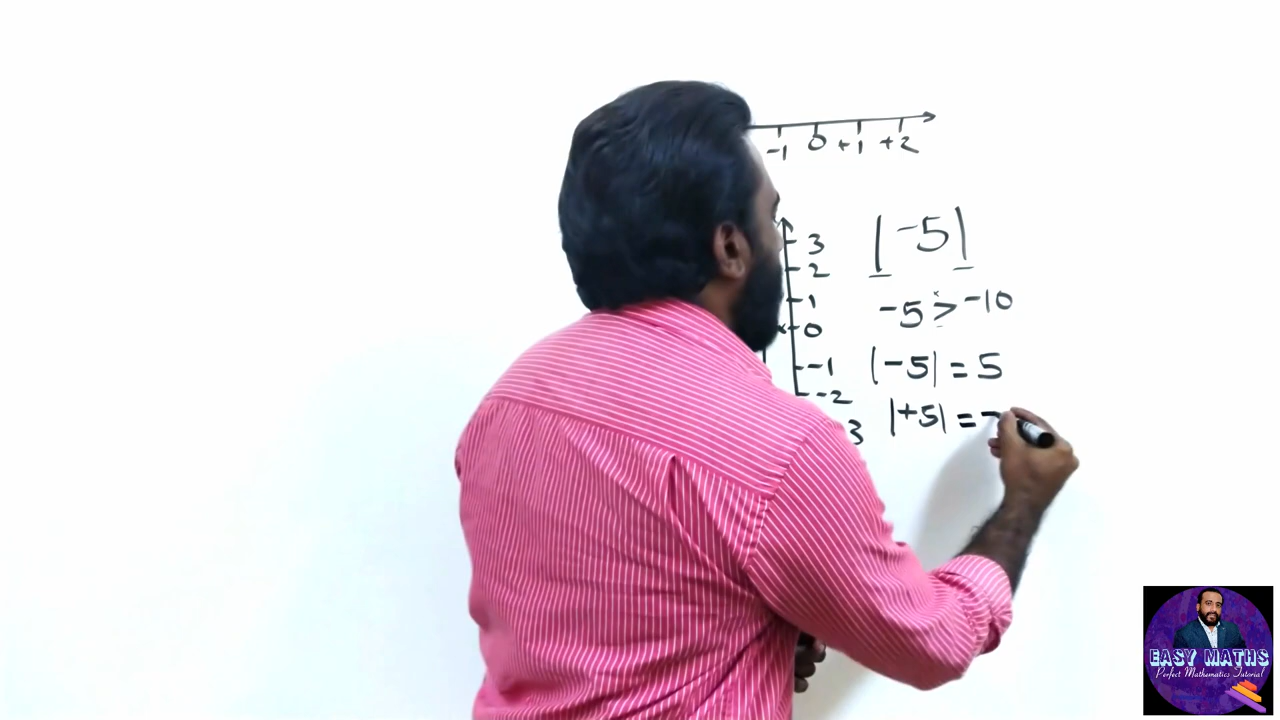 -1 0 +1 +2
3
2
1
0
-1
-2
3
|-5|
-5 > -10
|-5| = 5
|+5| =
EASY MATHS
Perfect Mathematics Tutorial